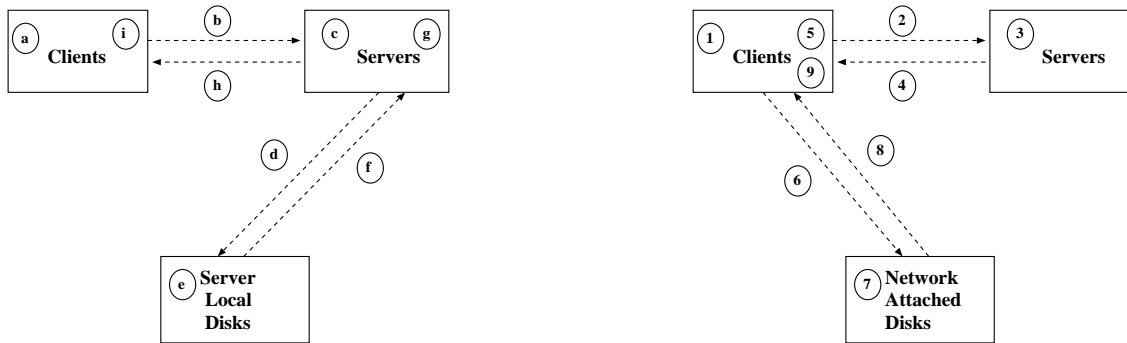 b
a
i
Clients
c
g
Servers
h
d
f
e
Server
Local
Disks
2
1
5
Clients
9
3
Servers
4
8
6
7
Network
Attached
Disks